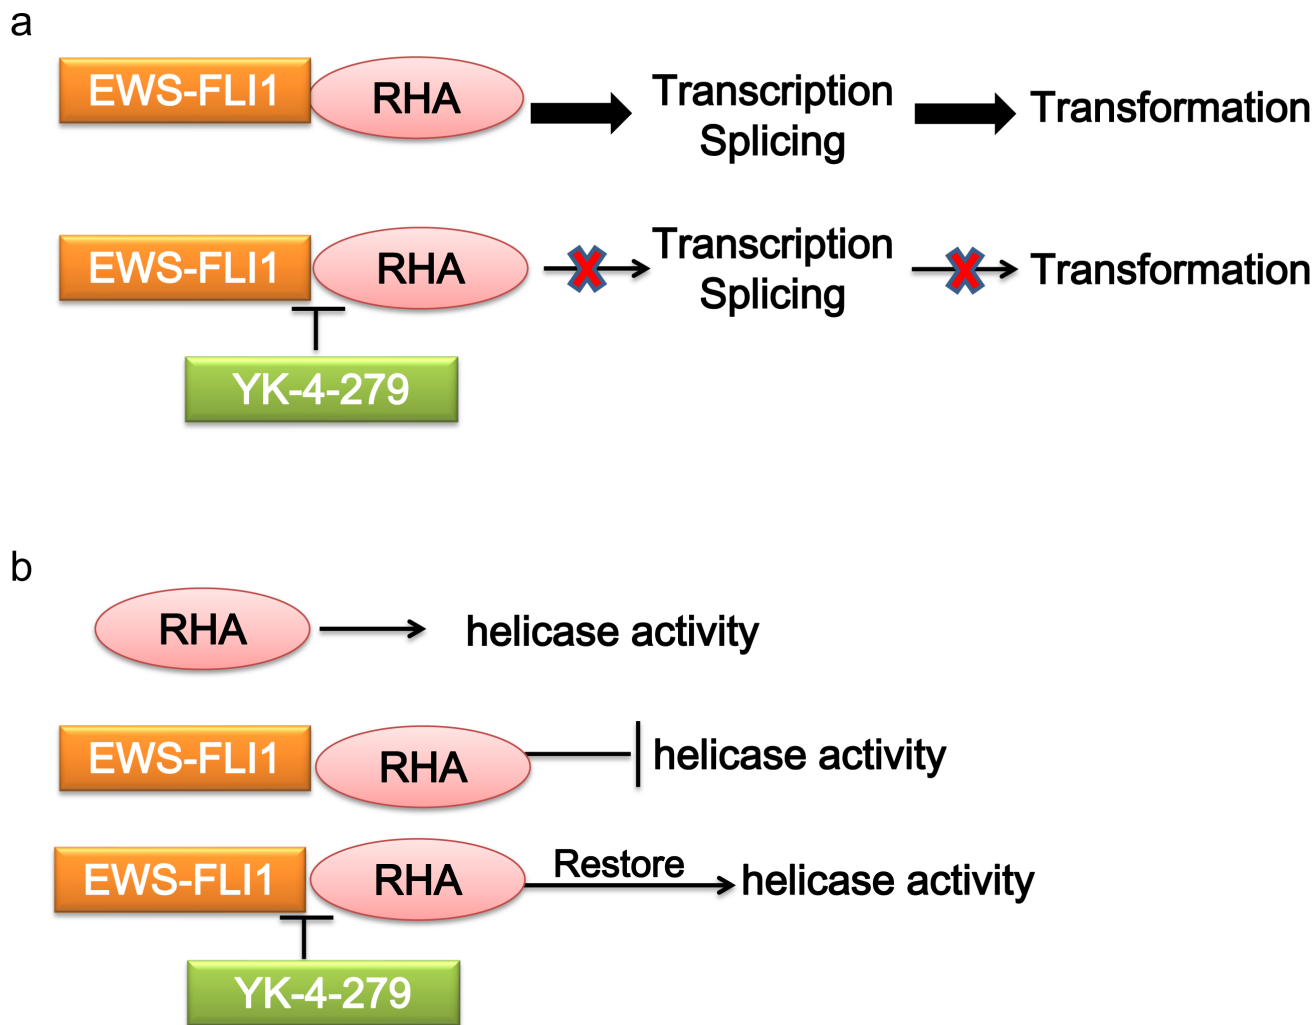 a
EWS-FLI1
RHA
Transcription
Splicing
Transformation
EWS-FLI1
RHA
Transcription
Splicing
Transformation
YK-4-279
b
RHA
helicase activity
EWS-FLI1
RHA
helicase activity
EWS-FLI1
RHA
Restore
helicase activity
YK-4-279